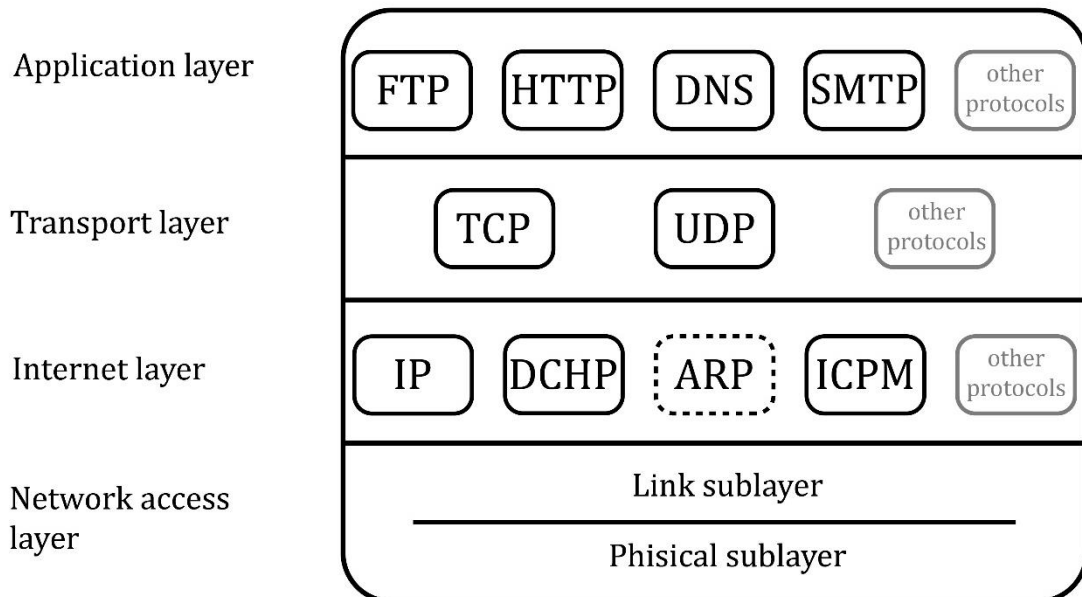 Application layer
FTP
HTTP
DNS
SMTP
other
protocols
Transport layer
TCP
UDP
other
protocols
Internet layer
IP
DCHP
ARP
ICPM
other
protocols
Network access
layer
Link sublayer
Phisical sublayer